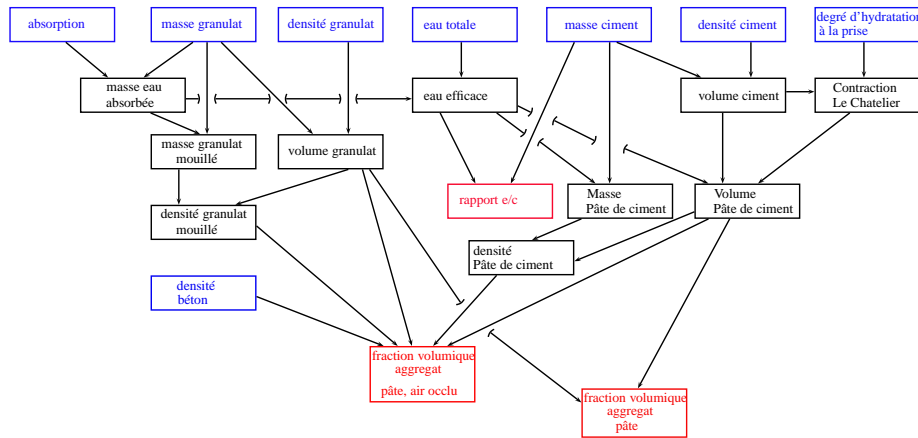 absorption
masse granulat
densité granulat
eau totale
masse ciment
densité ciment
degré d'hydratation
à la prise
masse eau
absorbée
eau efficace
volume ciment
Contraction
Le Chatelier
masse granulat
mouillé
volume granulat
rapport e/c
Masse
Pâte de ciment
Volume
Pâte de ciment
densité granulat
mouillé
densité
Pâte de ciment
densité
béton
fraction volumique
aggregat
pâte, air occlu
fraction volumique
aggregat
pâte